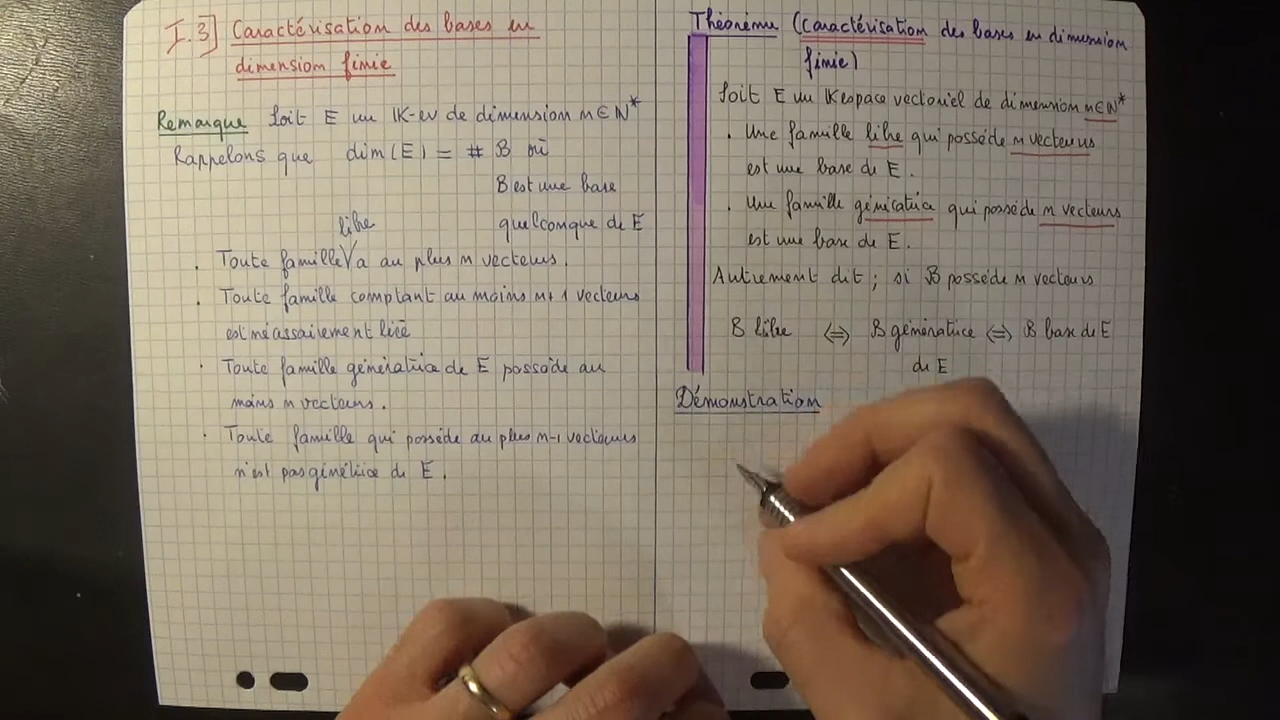 I.3] Caractérisation des bases en
dimension finie
Remarque Soit E un K-ev de dimension n∈N*
Rappelons que dim(E) = # B où
B est une base
quelconque de E
libre
. Toute famille V a au plus n vecteurs.
. Toute famille comptant au moins n+1 vecteurs
est nécessairement liée
. Toute famille génératrice de E possède au
moins n vecteurs.
. Toute famille qui possède au plus n-1 vecteurs
n'est pas génétrice de E.
Théorème (Caractérisation des bases en dimension
finie)
Soit E un K espace vectoriel de dimension n∈N*
. Une famille libre qui possède n vecteurs
est une base de E.
. Une famille génératrice qui possède n vecteurs
est une base de E.
Autrement dit ; si B possède n vecteurs
B libre ⇔ B génératrice ⇔ B base de E
de E
Démonstration